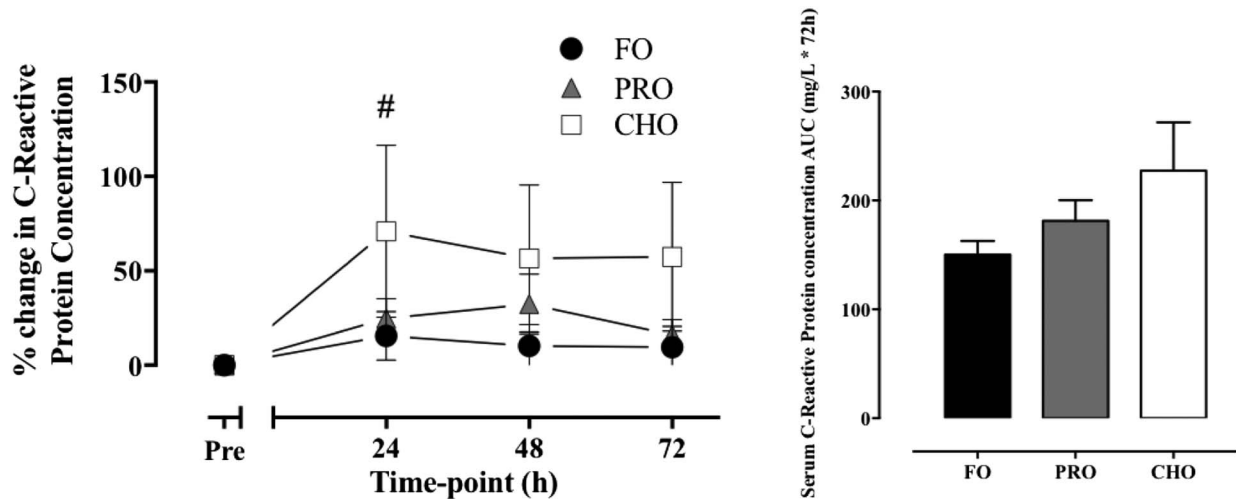 % change in C-Reactive
Protein Concentration
150
100
50
0
#
FO
PRO
CHO
Pre
24
48
72
Time-point (h)
Serum C-Reactive Protein concentration AUC (mg/L * 72h)
300
200
100
0
FO
PRO
CHO